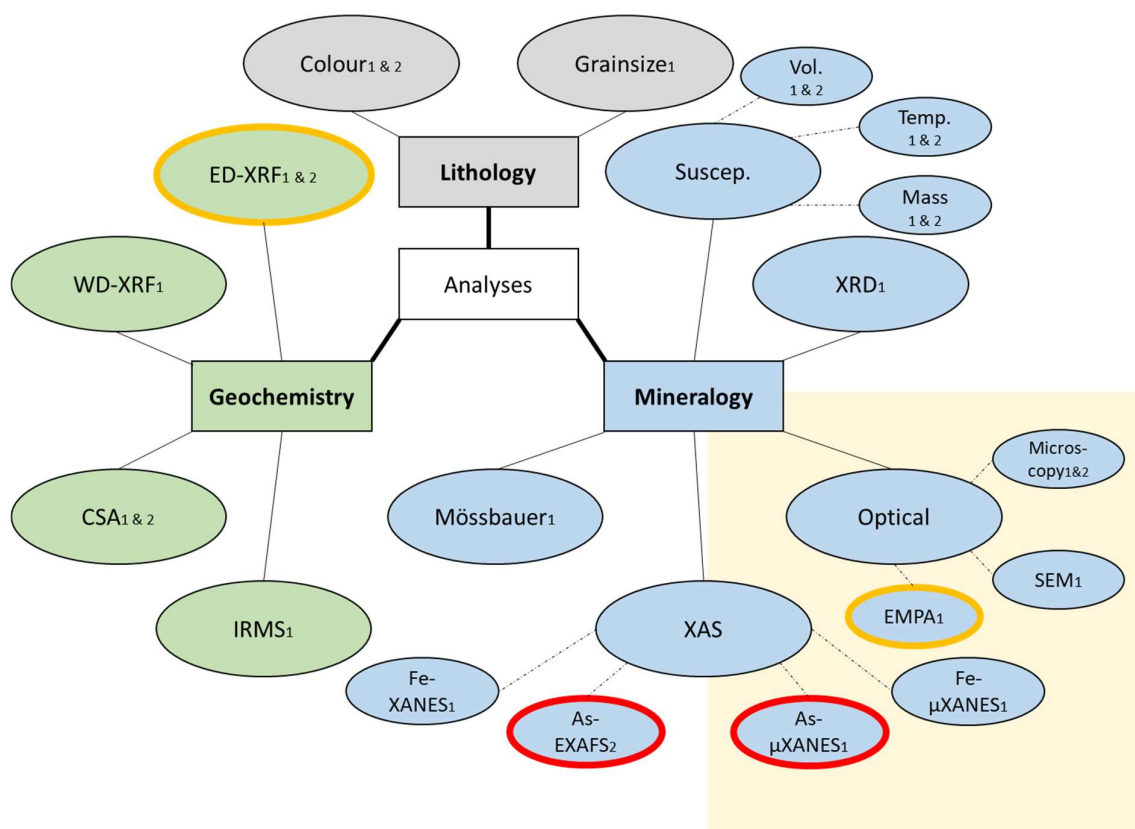 Colour1 & 2
Grainsize1
Vol.
1 & 2
Temp.
1 & 2
ED-XRF1 & 2
Lithology
Suscep.
Mass
1 & 2
WD-XRF1
Analyses
XRD1
Geochemistry
Mineralogy
Micros-
copy1&2
CSA1 & 2
Mössbauer1
Optical
SEM1
EMPA1
IRMS1
XAS
Fe-
XANES1
As-
EXAFS2
As-
µXANES1
Fe-
µXANES1